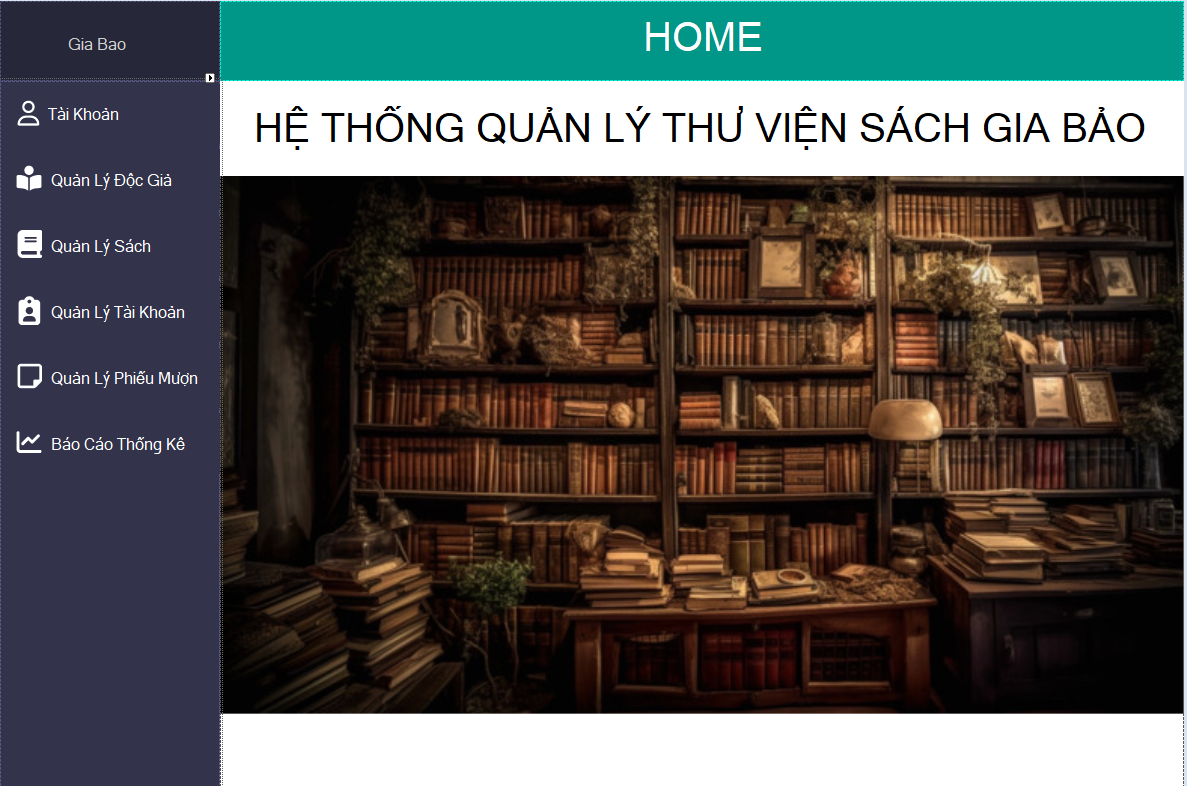 Gia Bao
HOME
HỆ THỐNG QUẢN LÝ THƯ VIỆN SÁCH GIA BẢO
Tài Khoản
Quản Lý Độc Giả
Quản Lý Sách
Quản Lý Tài Khoản
Quản Lý Phiếu Mượn
Báo Cáo Thống Kê